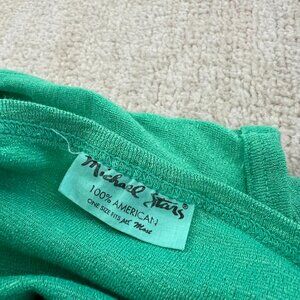 Michael Stars
100% AMERICAN
ONE SIZE FITS Most